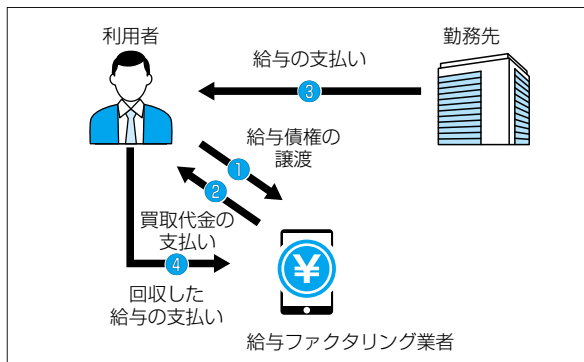 利用者
勤務先
給与の支払い
③
給与債権の
譲渡
①
②
買取代金の
支払い
④
回収した
給与の支払い
¥
給与ファクタリング業者